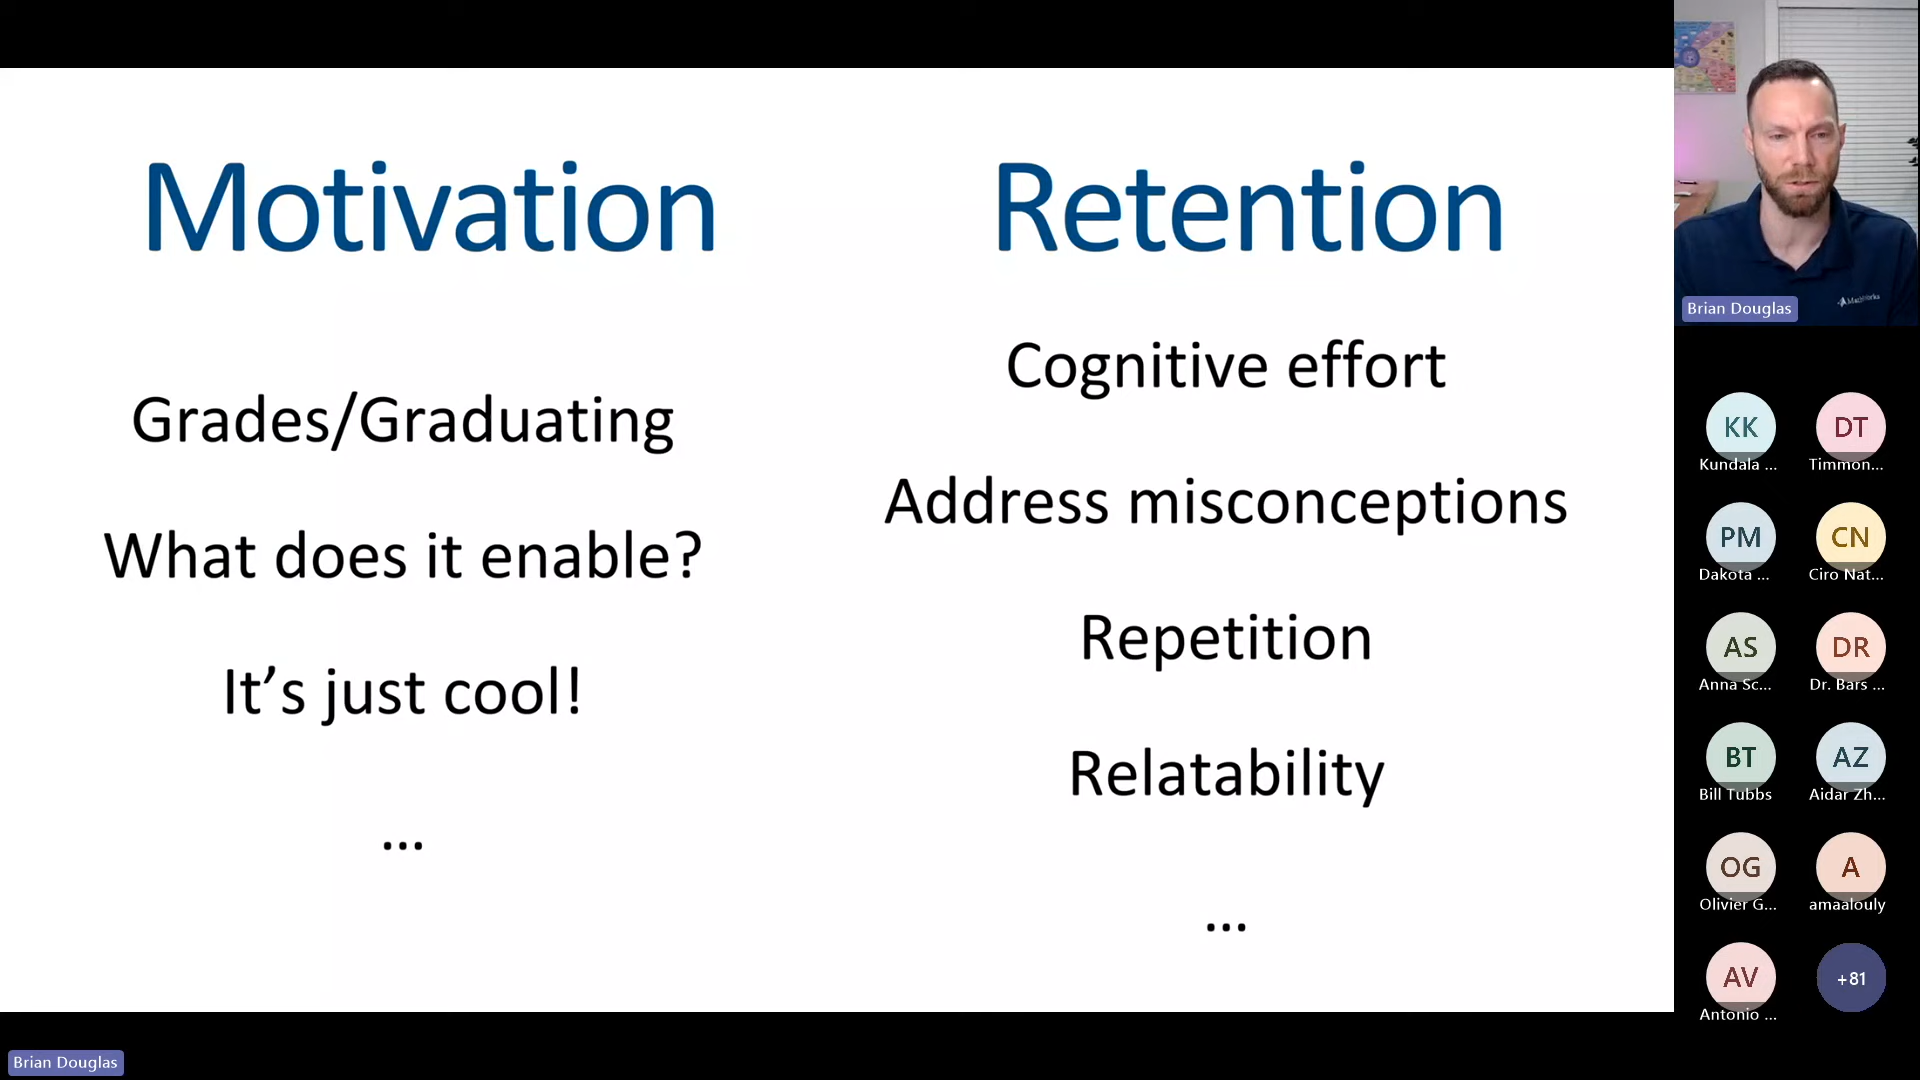 Motivation
Grades/Graduating
What does it enable?
It’s just cool!
...
Retention
Cognitive effort
Address misconceptions
Repetition
Relatability
...
MathWorks
Brian Douglas
KK
Kundala ...
DT
Timmon...
PM
Dakota ...
CN
Ciro Nat...
AS
Anna Sc...
DR
Dr. Bars ...
BT
Bill Tubbs
AZ
Aidar Zh...
OG
Olivier G...
A
amaalouly
AV
Antonio ...
+81
Brian Douglas